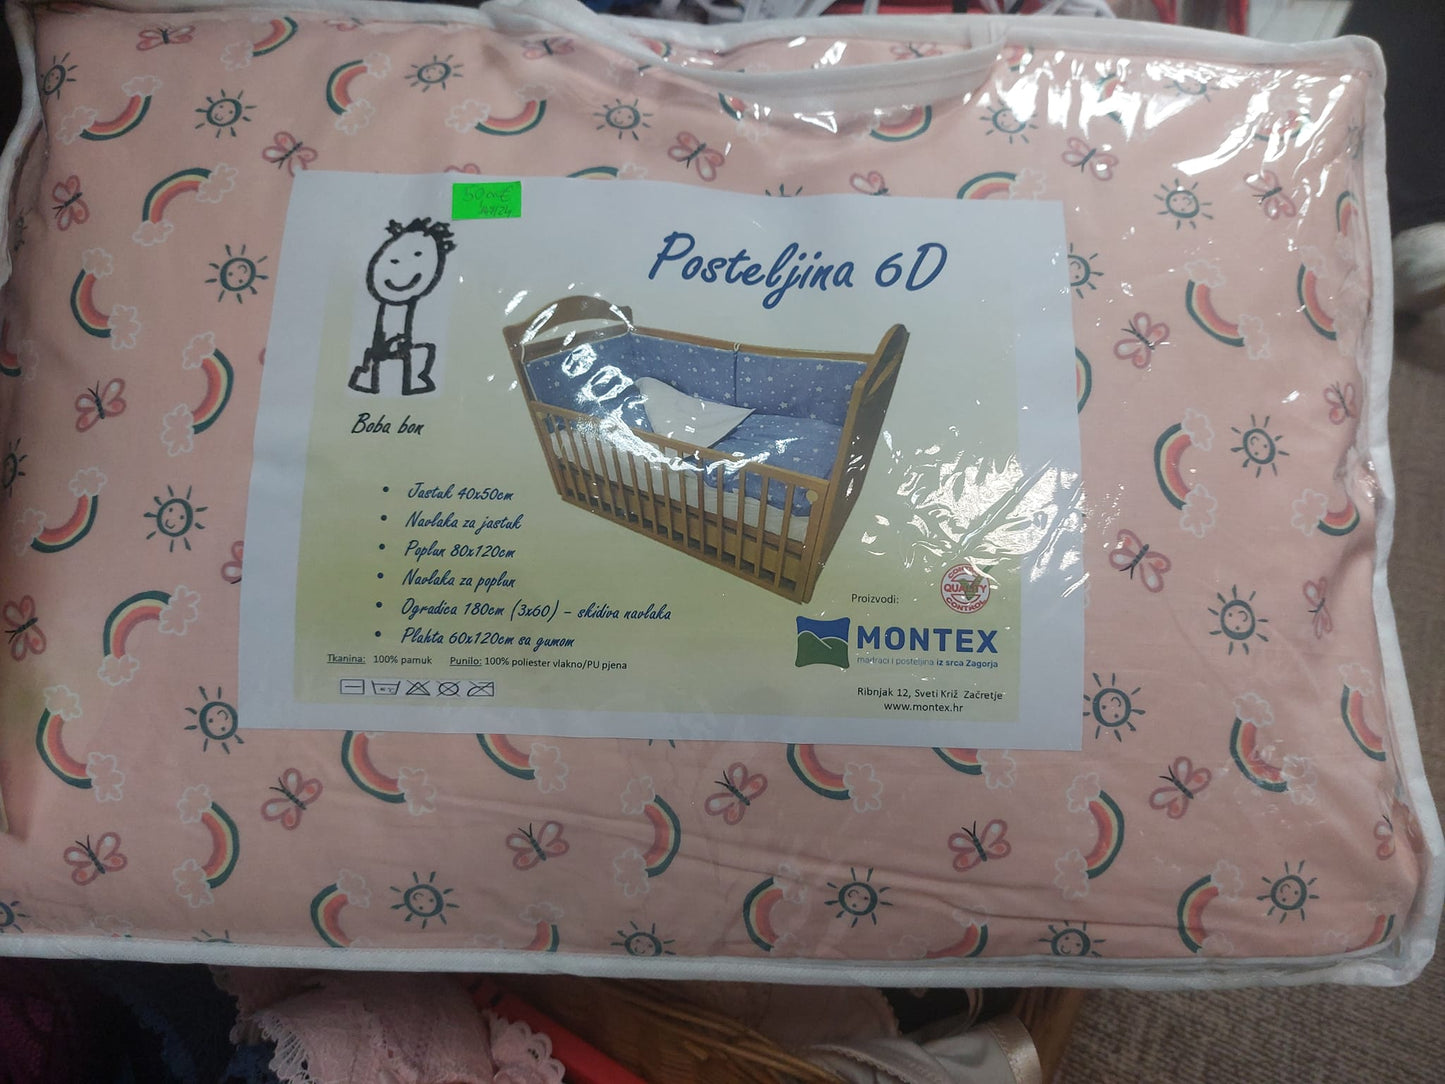 50,00€
Posteljina 6D
Boba bon
• Jastuk 40x50cm
• Navlaka za jastuk
• Poplun 80x120cm
• Navlaka za poplun
• Ogradica 180cm (3x60) – skidiva navlaka
• Plahta 60x120cm sa gumom
Tkanina: 100% pamuk Punilo: 100% poliester vlakno/PU pjena
Proizvodi:
QUALITY
CONTROL
MONTEX
madraci i posteljina iz srca Zagorja
Ribnjak 12, Sveti Križ Začretje
www.montex.hr